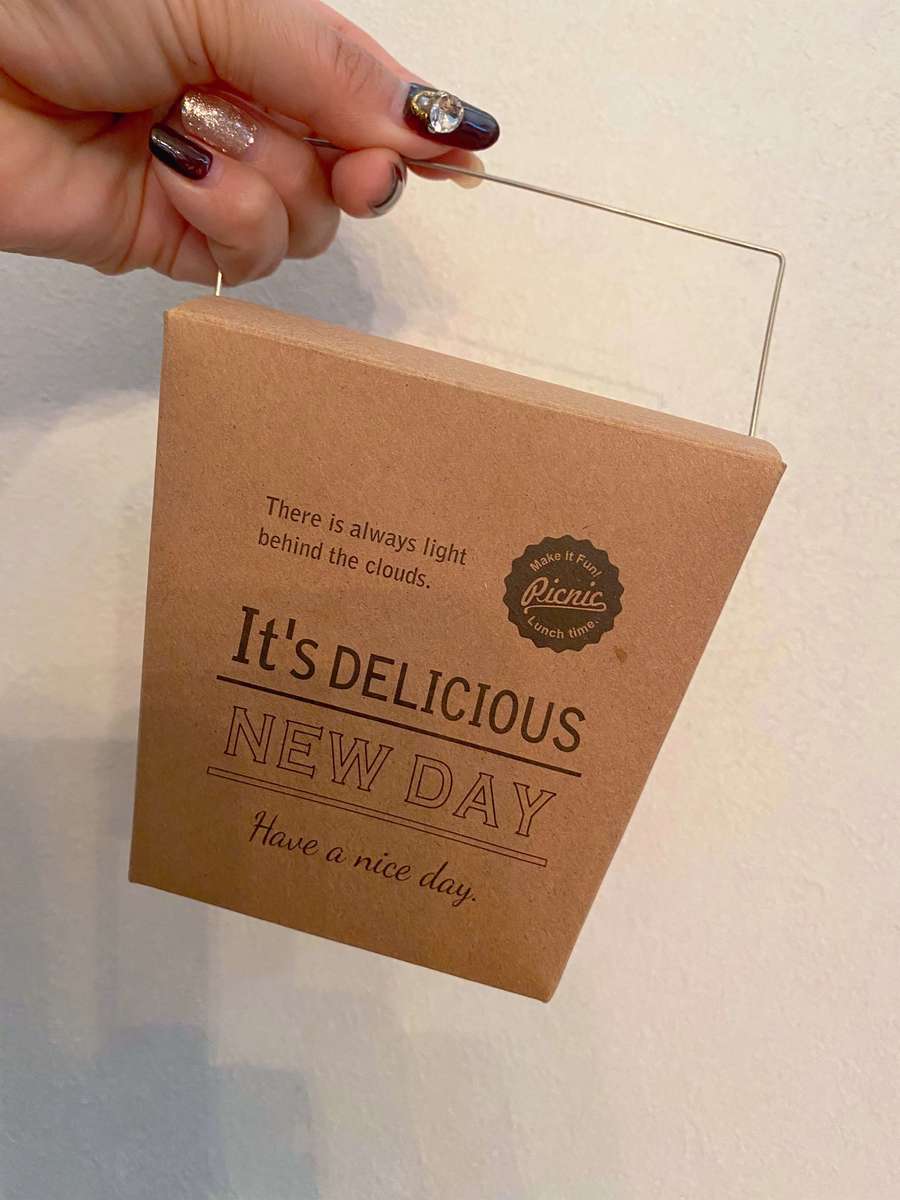 There is always light
behind the clouds.
Make it Fun!
Picnic
Lunch time.
It's DELICIOUS
NEW DAY
Have a nice day.